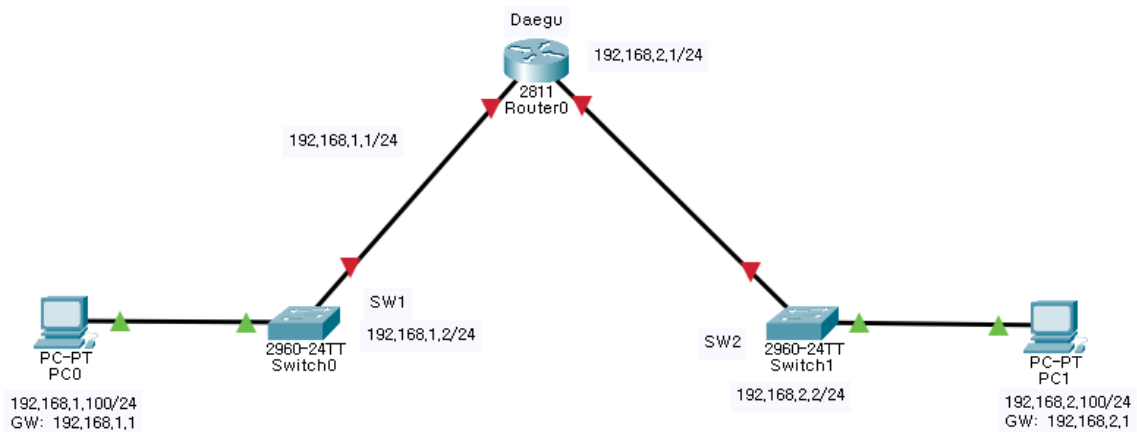 Daegu
192,168,2,1/24
2811
Router0
192,168,1,1/24
SW1
192,168,1,2/24
2960-24TT
Switch0
PC-PT
PC0
192,168,1,100/24
GW: 192,168,1,1
SW2
2960-24TT
Switch1
192,168,2,2/24
PC-PT
PC1
192,168,2,100/24
GW: 192,168,2,1